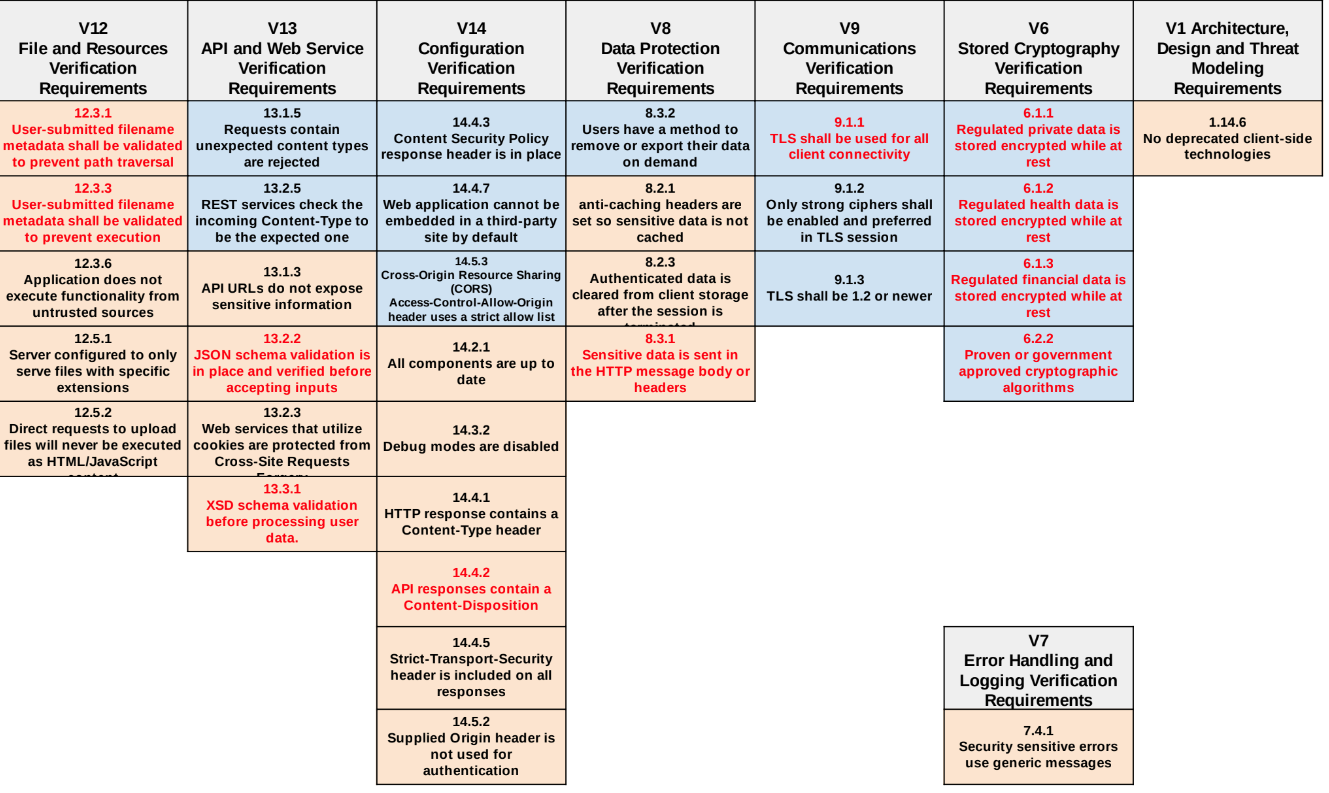 V12
File and Resources
Verification
Requirements
12.3.1
User-submitted filename
metadata shall be validated
to prevent path traversal
12.3.3
User-submitted filename
metadata shall be validated
to prevent execution
12.3.6
Application does not
execute functionality from
untrusted sources
12.5.1
Server configured to only
serve files with specific
extensions
12.5.2
Direct requests to upload
files will never be executed
as HTML/JavaScript
content
V13
API and Web Service
Verification
Requirements
13.1.5
Requests contain
unexpected content types
are rejected
13.2.5
REST services check the
incoming Content-Type to
be the expected one
13.1.3
API URLs do not expose
sensitive information
13.2.2
JSON schema validation is
in place and verified before
accepting inputs
13.2.3
Web services that utilize
cookies are protected from
Cross-Site Requests
Forgery
13.3.1
XSD schema validation
before processing user
data.
V14
Configuration
Verification
Requirements
14.4.3
Content Security Policy
response header is in place
14.4.7
Web application cannot be
embedded in a third-party
site by default
14.5.3
Cross-Origin Resource Sharing
(CORS)
Access-Control-Allow-Origin
header uses a strict allow list
14.2.1
All components are up to
date
14.3.2
Debug modes are disabled
14.4.1
HTTP response contains a
Content-Type header
14.4.2
API responses contain a
Content-Disposition
14.4.5
Strict-Transport-Security
header is included on all
responses
14.5.2
Supplied Origin header is
not used for
authentication
V8
Data Protection
Verification
Requirements
8.3.2
Users have a method to
remove or export their data
on demand
8.2.1
anti-caching headers are
set so sensitive data is not
cached
8.2.3
Authenticated data is
cleared from client storage
after the session is
terminated
8.3.1
Sensitive data is sent in
the HTTP message body or
headers
V9
Communications
Verification
Requirements
9.1.1
TLS shall be used for all
client connectivity
9.1.2
Only strong ciphers shall
be enabled and preferred
in TLS session
9.1.3
TLS shall be 1.2 or newer
V6
Stored Cryptography
Verification
Requirements
6.1.1
Regulated private data is
stored encrypted while at
rest
6.1.2
Regulated health data is
stored encrypted while at
rest
6.1.3
Regulated financial data is
stored encrypted while at
rest
6.2.2
Proven or government
approved cryptographic
algorithms
V7
Error Handling and
Logging Verification
Requirements
7.4.1
Security sensitive errors
use generic messages
V1 Architecture,
Design and Threat
Modeling
Requirements
1.14.6
No deprecated client-side
technologies